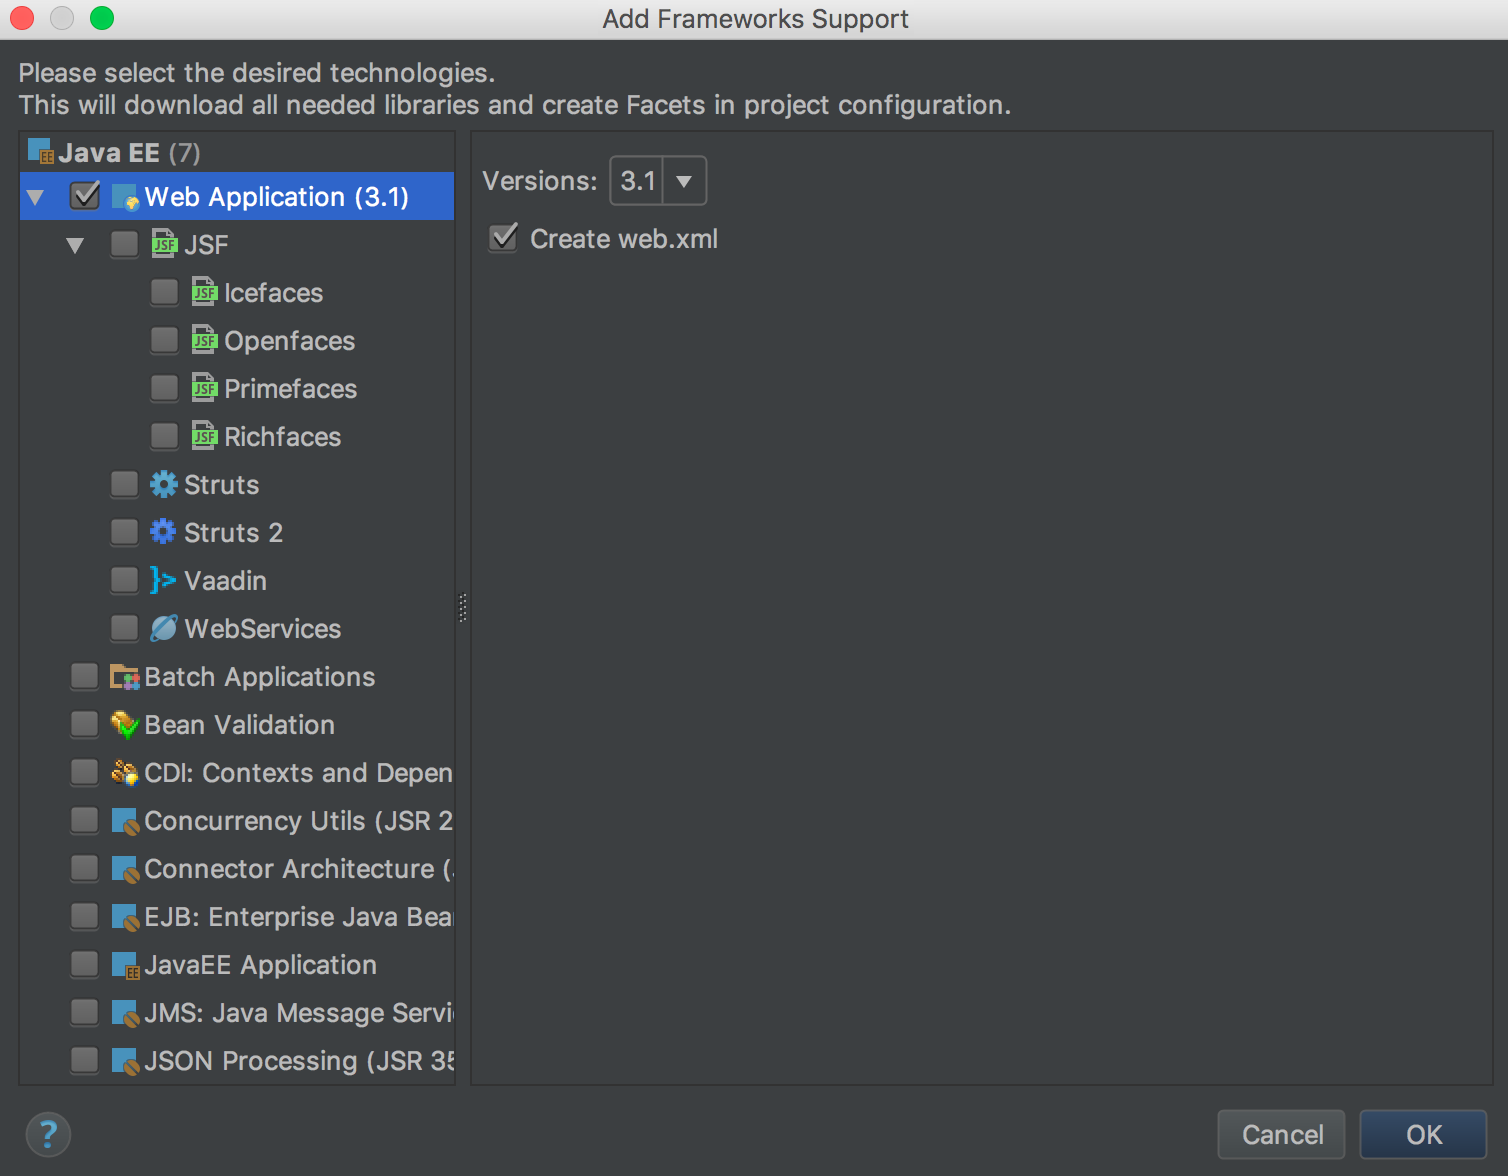 Add Frameworks Support
Please select the desired technologies.
This will download all needed libraries and create Facets in project configuration.
Java EE (7)
Web Application (3.1)
JSF
Icefaces
Openfaces
Primefaces
Richfaces
Struts
Struts 2
Vaadin
WebServices
Batch Applications
Bean Validation
CDI: Contexts and Depen
Concurrency Utils (JSR 2
Connector Architecture (
EJB: Enterprise Java Bea
JavaEE Application
JMS: Java Message Servi
JSON Processing (JSR 35
Versions: 3.1
Create web.xml
?
Cancel
OK